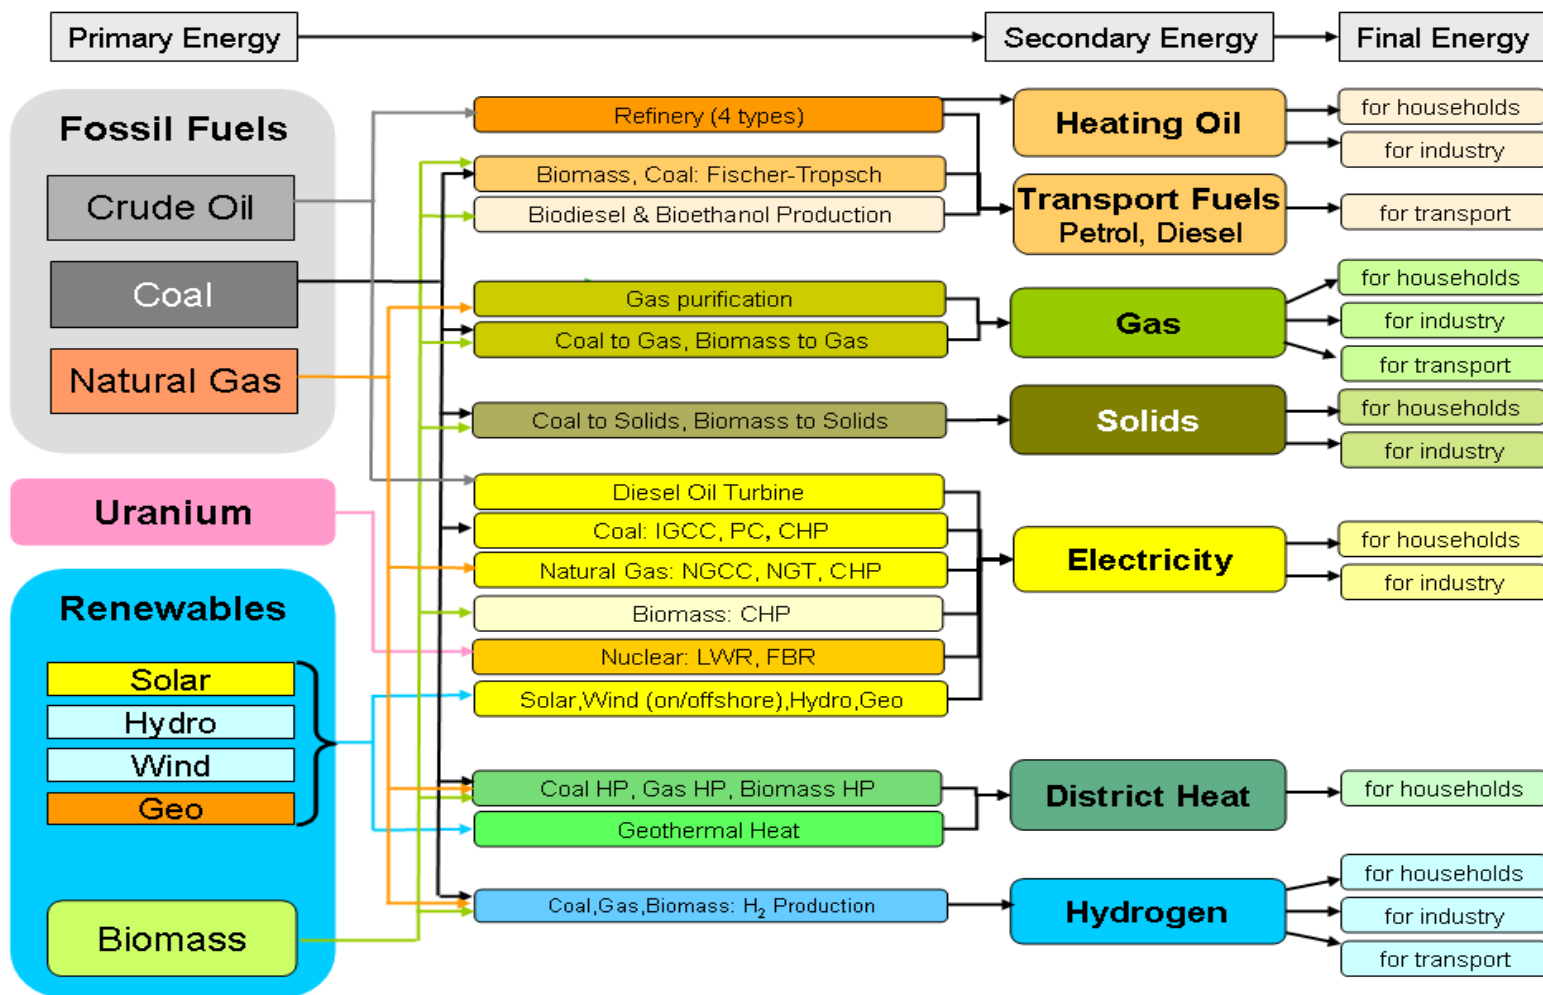 Primary Energy
Secondary Energy
Final Energy
Fossil Fuels
Crude Oil
Coal
Natural Gas
Uranium
Renewables
Solar
Hydro
Wind
Geo
Biomass
Refinery (4 types)
Biomass, Coal: Fischer-Tropsch
Biodiesel & Bioethanol Production
Gas purification
Coal to Gas, Biomass to Gas
Coal to Solids, Biomass to Solids
Diesel Oil Turbine
Coal: IGCC, PC, CHP
Natural Gas: NGCC, NGT, CHP
Biomass: CHP
Nuclear: LWR, FBR
Solar,Wind (on/offshore),Hydro,Geo
Coal HP, Gas HP, Biomass HP
Geothermal Heat
Coal,Gas,Biomass: H₂ Production
Heating Oil
Transport Fuels
Petrol, Diesel
Gas
Solids
Electricity
District Heat
Hydrogen
for households
for industry
for transport
for households
for industry
for transport
for households
for industry
for households
for industry
for households
for households
for industry
for transport